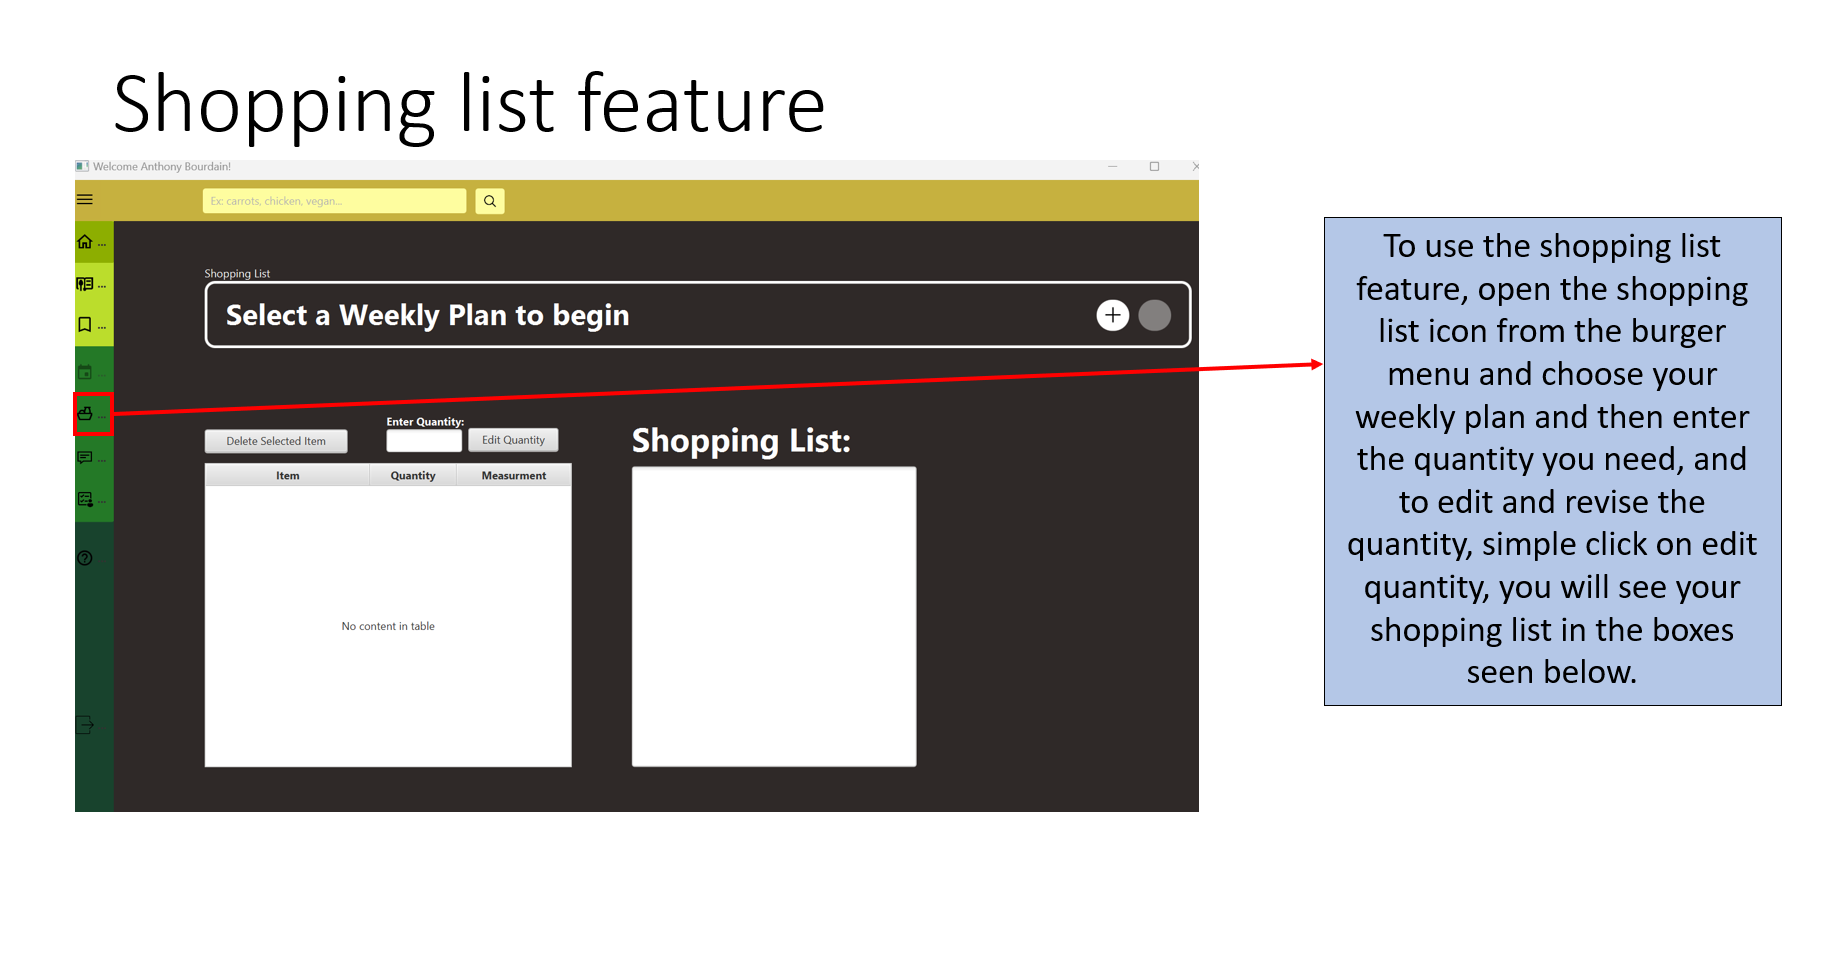 Shopping list feature
Welcome Anthony Bourdain!
Ex: carrots, chicken, vegan...
...
...
...
...
...
...
...
Shopping List
Select a Weekly Plan to begin
Enter Quantity:
Delete Selected Item
Edit Quantity
Item Quantity Measurment
No content in table
Shopping List:
To use the shopping list
feature, open the shopping
list icon from the burger
menu and choose your
weekly plan and then enter
the quantity you need, and
to edit and revise the
quantity, simple click on edit
quantity, you will see your
shopping list in the boxes
seen below.